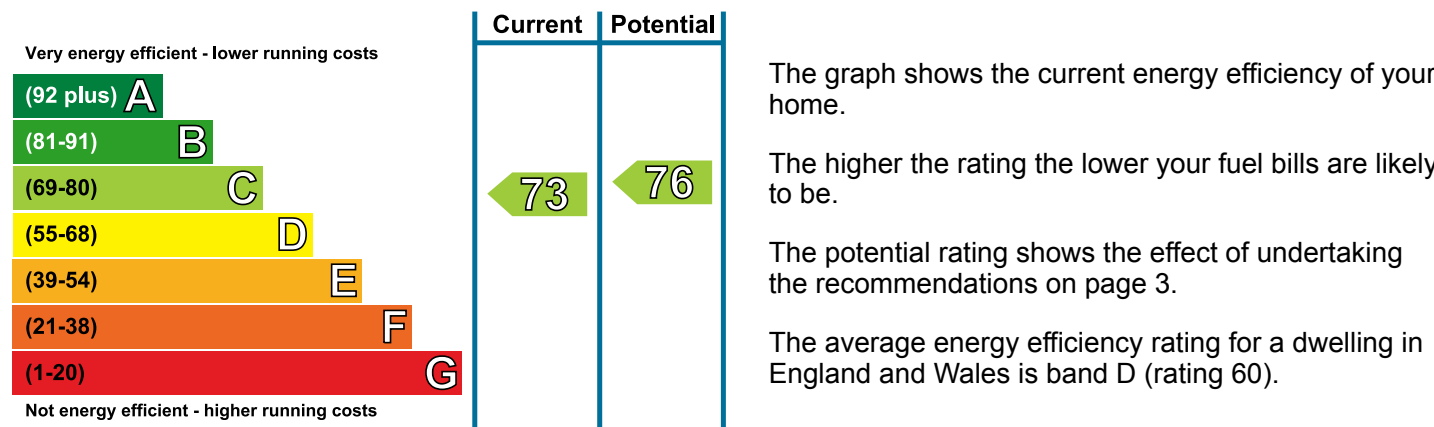 Current Potential
Very energy efficient - lower running costs
(92 plus) A
(81-91) B
(69-80) C
(55-68) D
(39-54) E
(21-38) F
(1-20) G
Not energy efficient - higher running costs
73 76
The graph shows the current energy efficiency of your
home.
The higher the rating the lower your fuel bills are likely
to be.
The potential rating shows the effect of undertaking
the recommendations on page 3.
The average energy efficiency rating for a dwelling in
England and Wales is band D (rating 60).